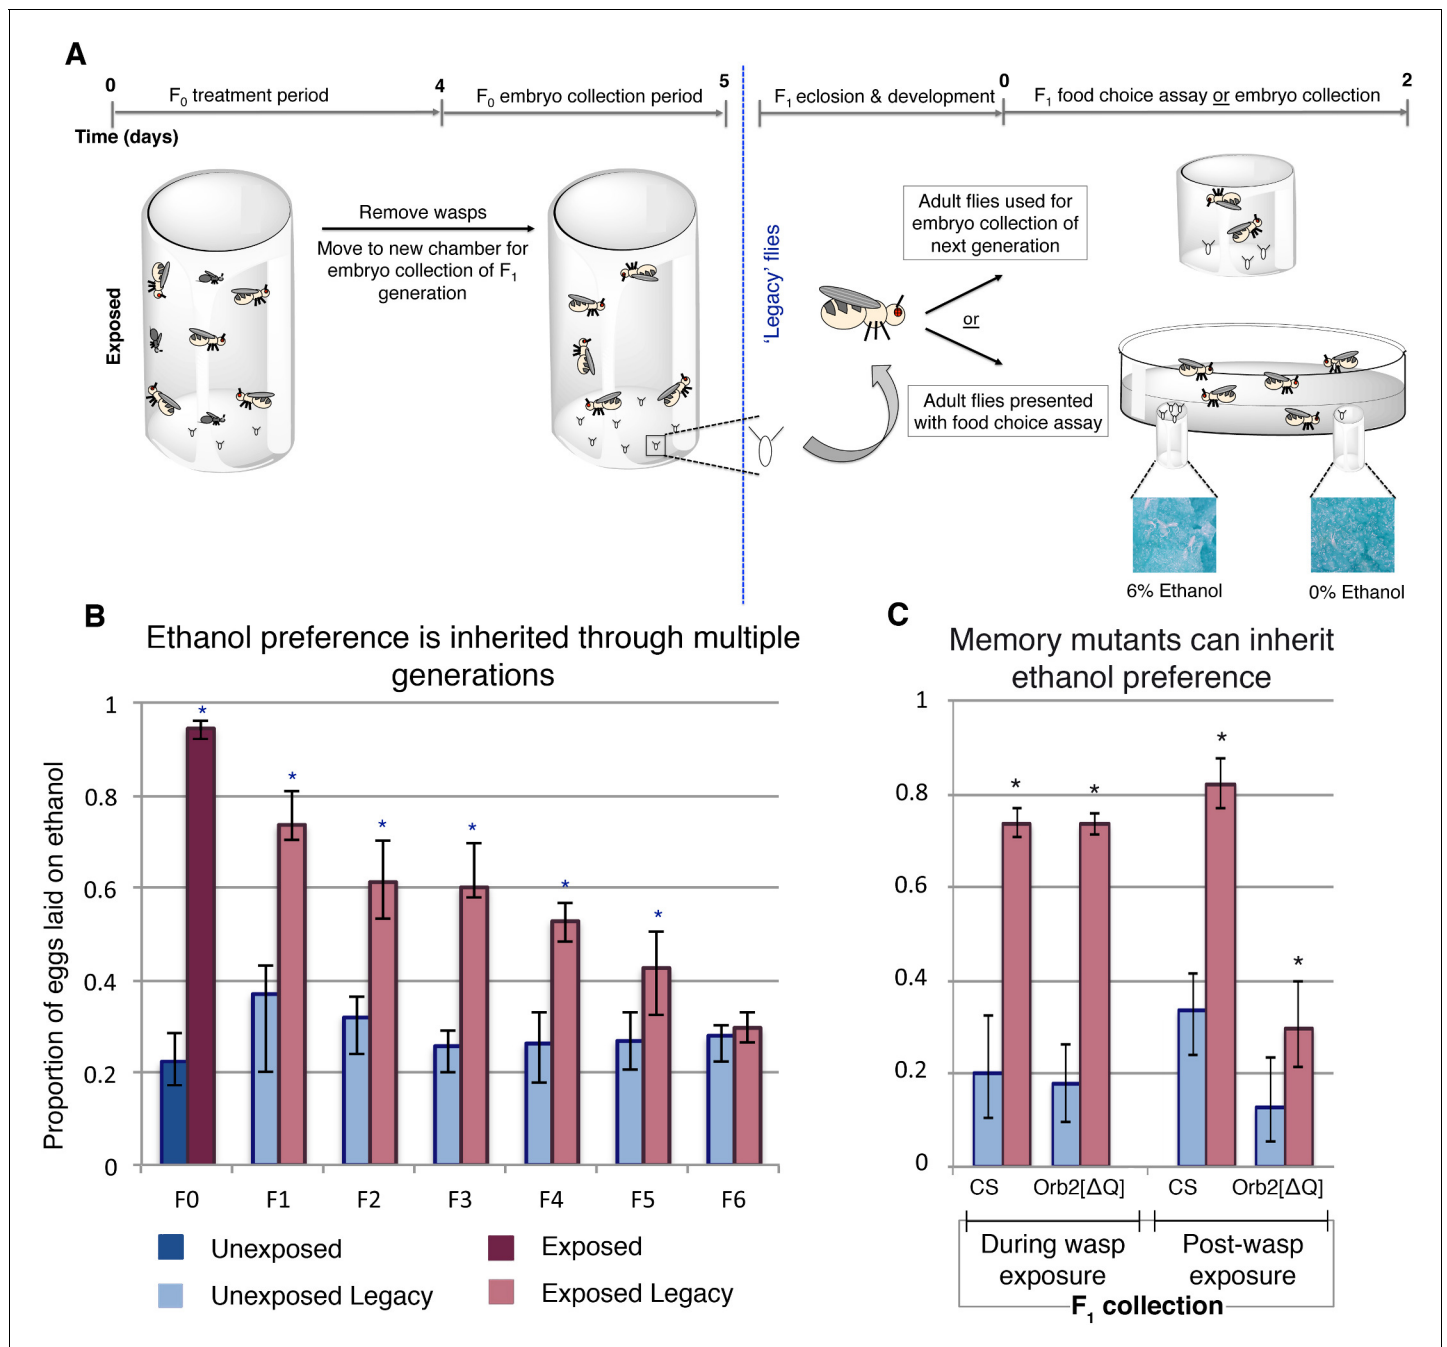 A
0
F0 treatment period
4
F0 embryo collection period
5
F1 eclosion & development
0
F1 food choice assay or embryo collection
2
Time (days)
Exposed
Remove wasps
Move to new chamber for
embryo collection of F1
generation
'Legacy' flies
Adult flies used for
embryo collection of
next generation
or
Adult flies presented
with food choice assay
6% Ethanol
0% Ethanol
B
Ethanol preference is inherited through multiple
generations
Proportion of eggs laid on ethanol
1
0.8
0.6
0.4
0.2
0
*
*
*
*
*
*
F0
F1
F2
F3
F4
F5
F6
Unexposed
Exposed
Unexposed Legacy
Exposed Legacy
C
Memory mutants can inherit
ethanol preference
1
0.8
0.6
0.4
0.2
0
*
*
*
*
CS
Orb2[ΔQ]
CS
Orb2[ΔQ]
During wasp
exposure
Post-wasp
exposure
F1 collection